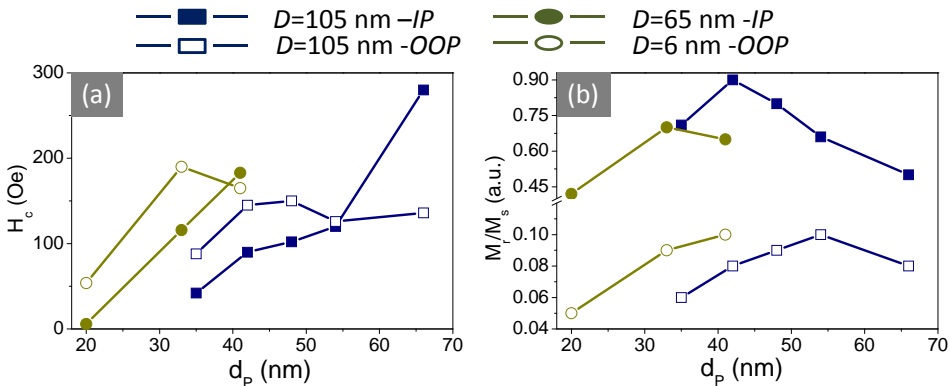 D=105 nm –IP
D=65 nm -IP
D=105 nm -OOP
D=6 nm -OOP
(a)
300
200
100
0
20 30 40 50 60 70
H_c (Oe)
d_P (nm)
(b)
0.90
0.75
0.60
0.45
0.10
0.08
0.06
0.04
20 30 40 50 60 70
M_r/M_s (a.u.)
d_P (nm)